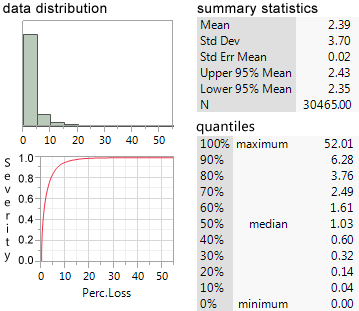 data distribution
0 10 20 30 40 50
Severity
1.0
0.8
0.6
0.4
0.2
0.0
0 10 20 30 40 50
Perc.Loss
summary statistics
Mean 2.39
Std Dev 3.70
Std Err Mean 0.02
Upper 95% Mean 2.43
Lower 95% Mean 2.35
N 30465.00
quantiles
100% maximum 52.01
90% 6.28
80% 3.76
70% 2.49
60% 1.61
50% median 1.03
40% 0.60
30% 0.32
20% 0.14
10% 0.04
0% minimum 0.00